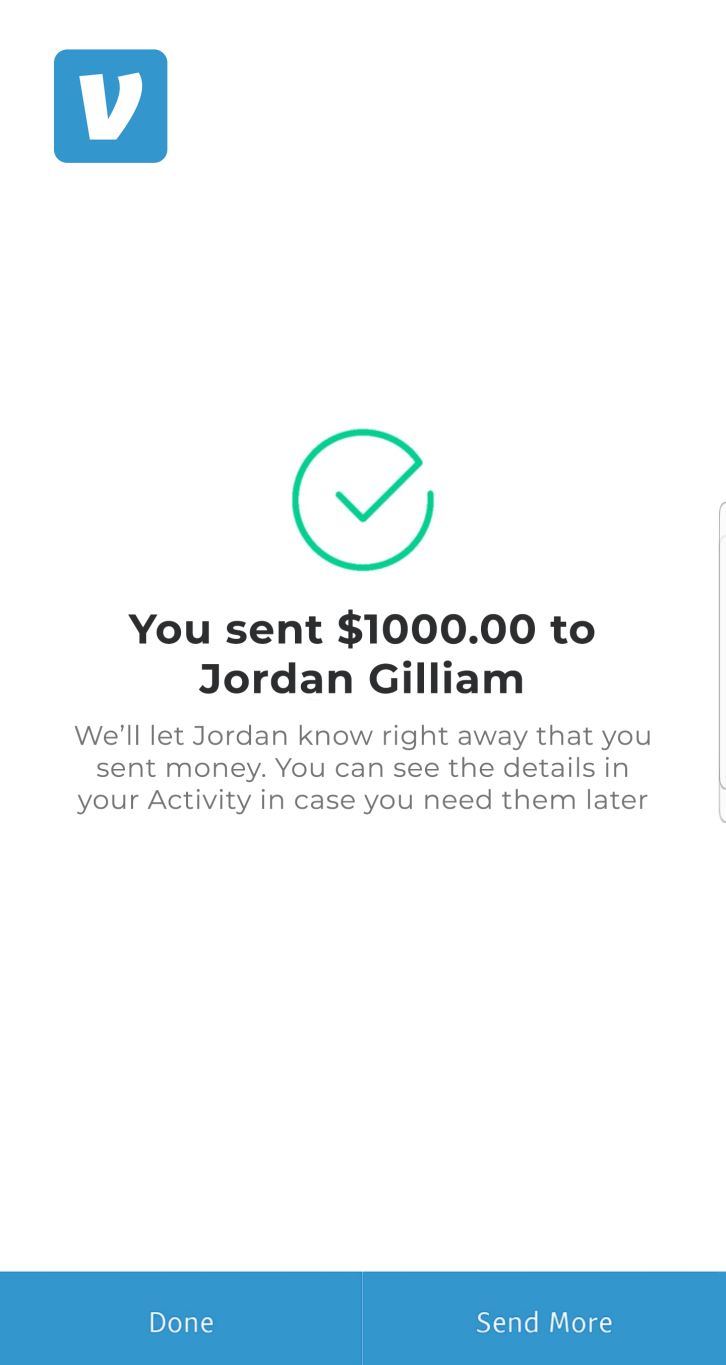 V
You sent $1000.00 to
Jordan Gilliam
We’ll let Jordan know right away that you
sent money. You can see the details in
your Activity in case you need them later
Done
Send More